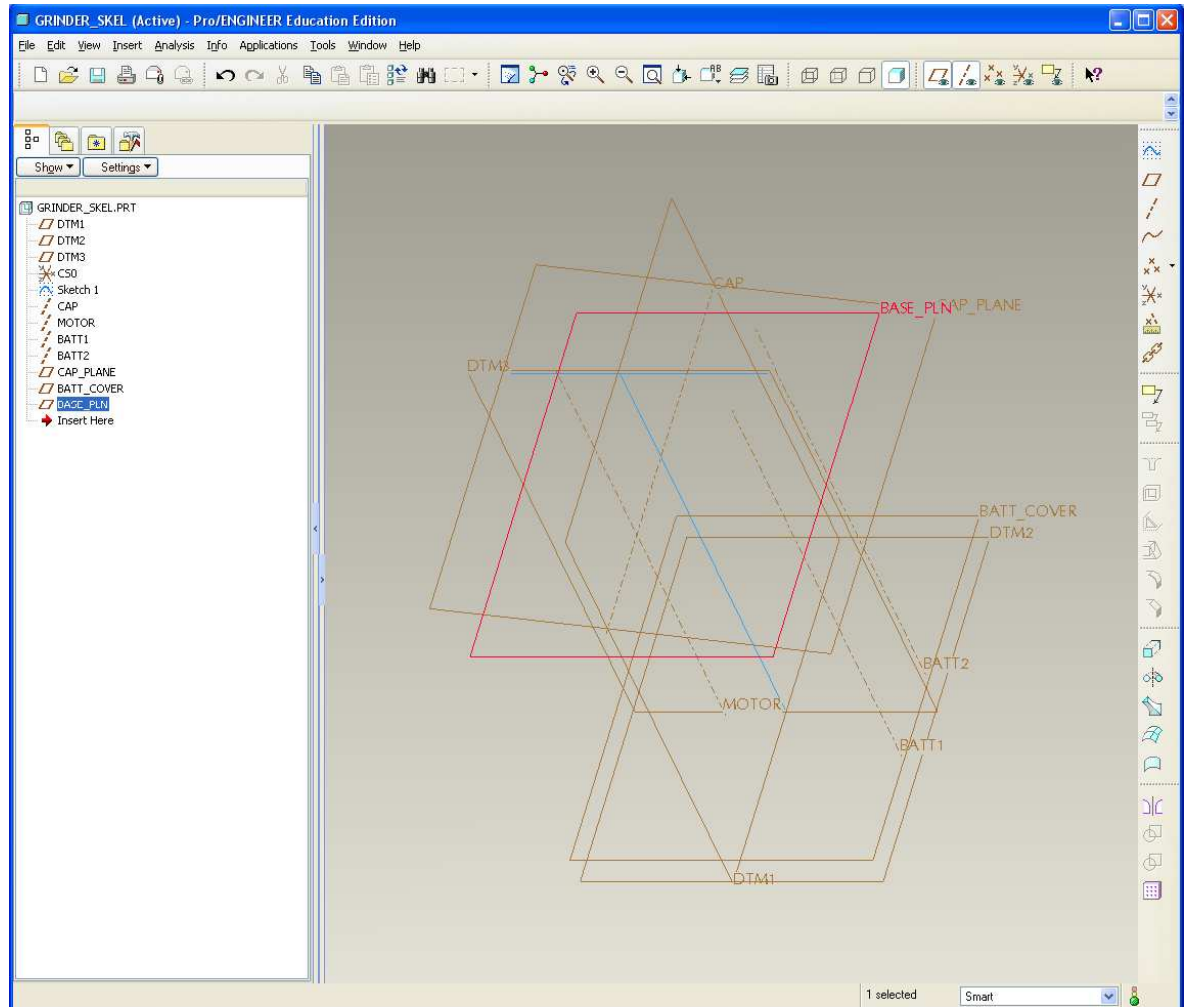 GRINDER_SKEL (Active) - Pro/ENGINEER Education Edition
File Edit View Insert Analysis Info Applications Tools Window Help
Show Settings
GRINDER_SKEL.PRT
DTM1
DTM2
DTM3
CS0
Sketch 1
CAP
MOTOR
BATT1
BATT2
CAP_PLANE
BATT_COVER
BASE_PLN
Insert Here
CAP
BASE_PLN AP_PLANE
DTM3
BATT_COVER
DTM2
BATT2
MOTOR
BATT1
DTM1
1 selected Smart